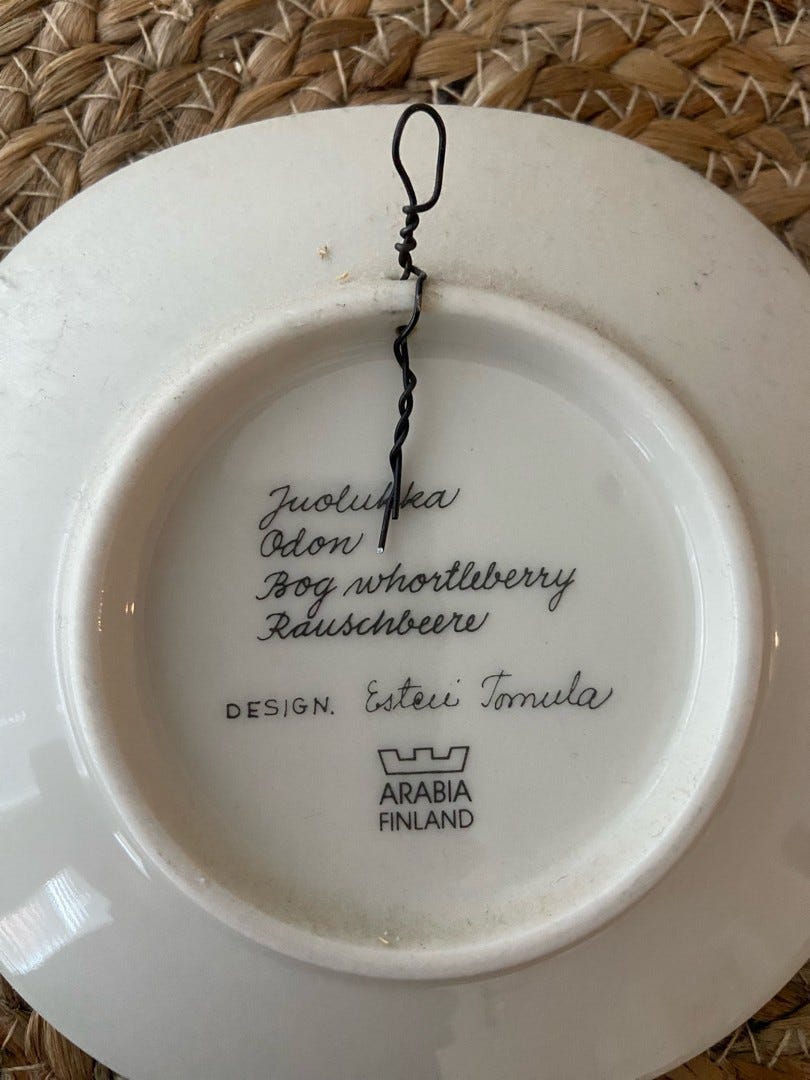 Juolukka
Odon
Bog whortleberry
Rauschbeere
DESIGN. Esteri Tomula
ARABIA
FINLAND